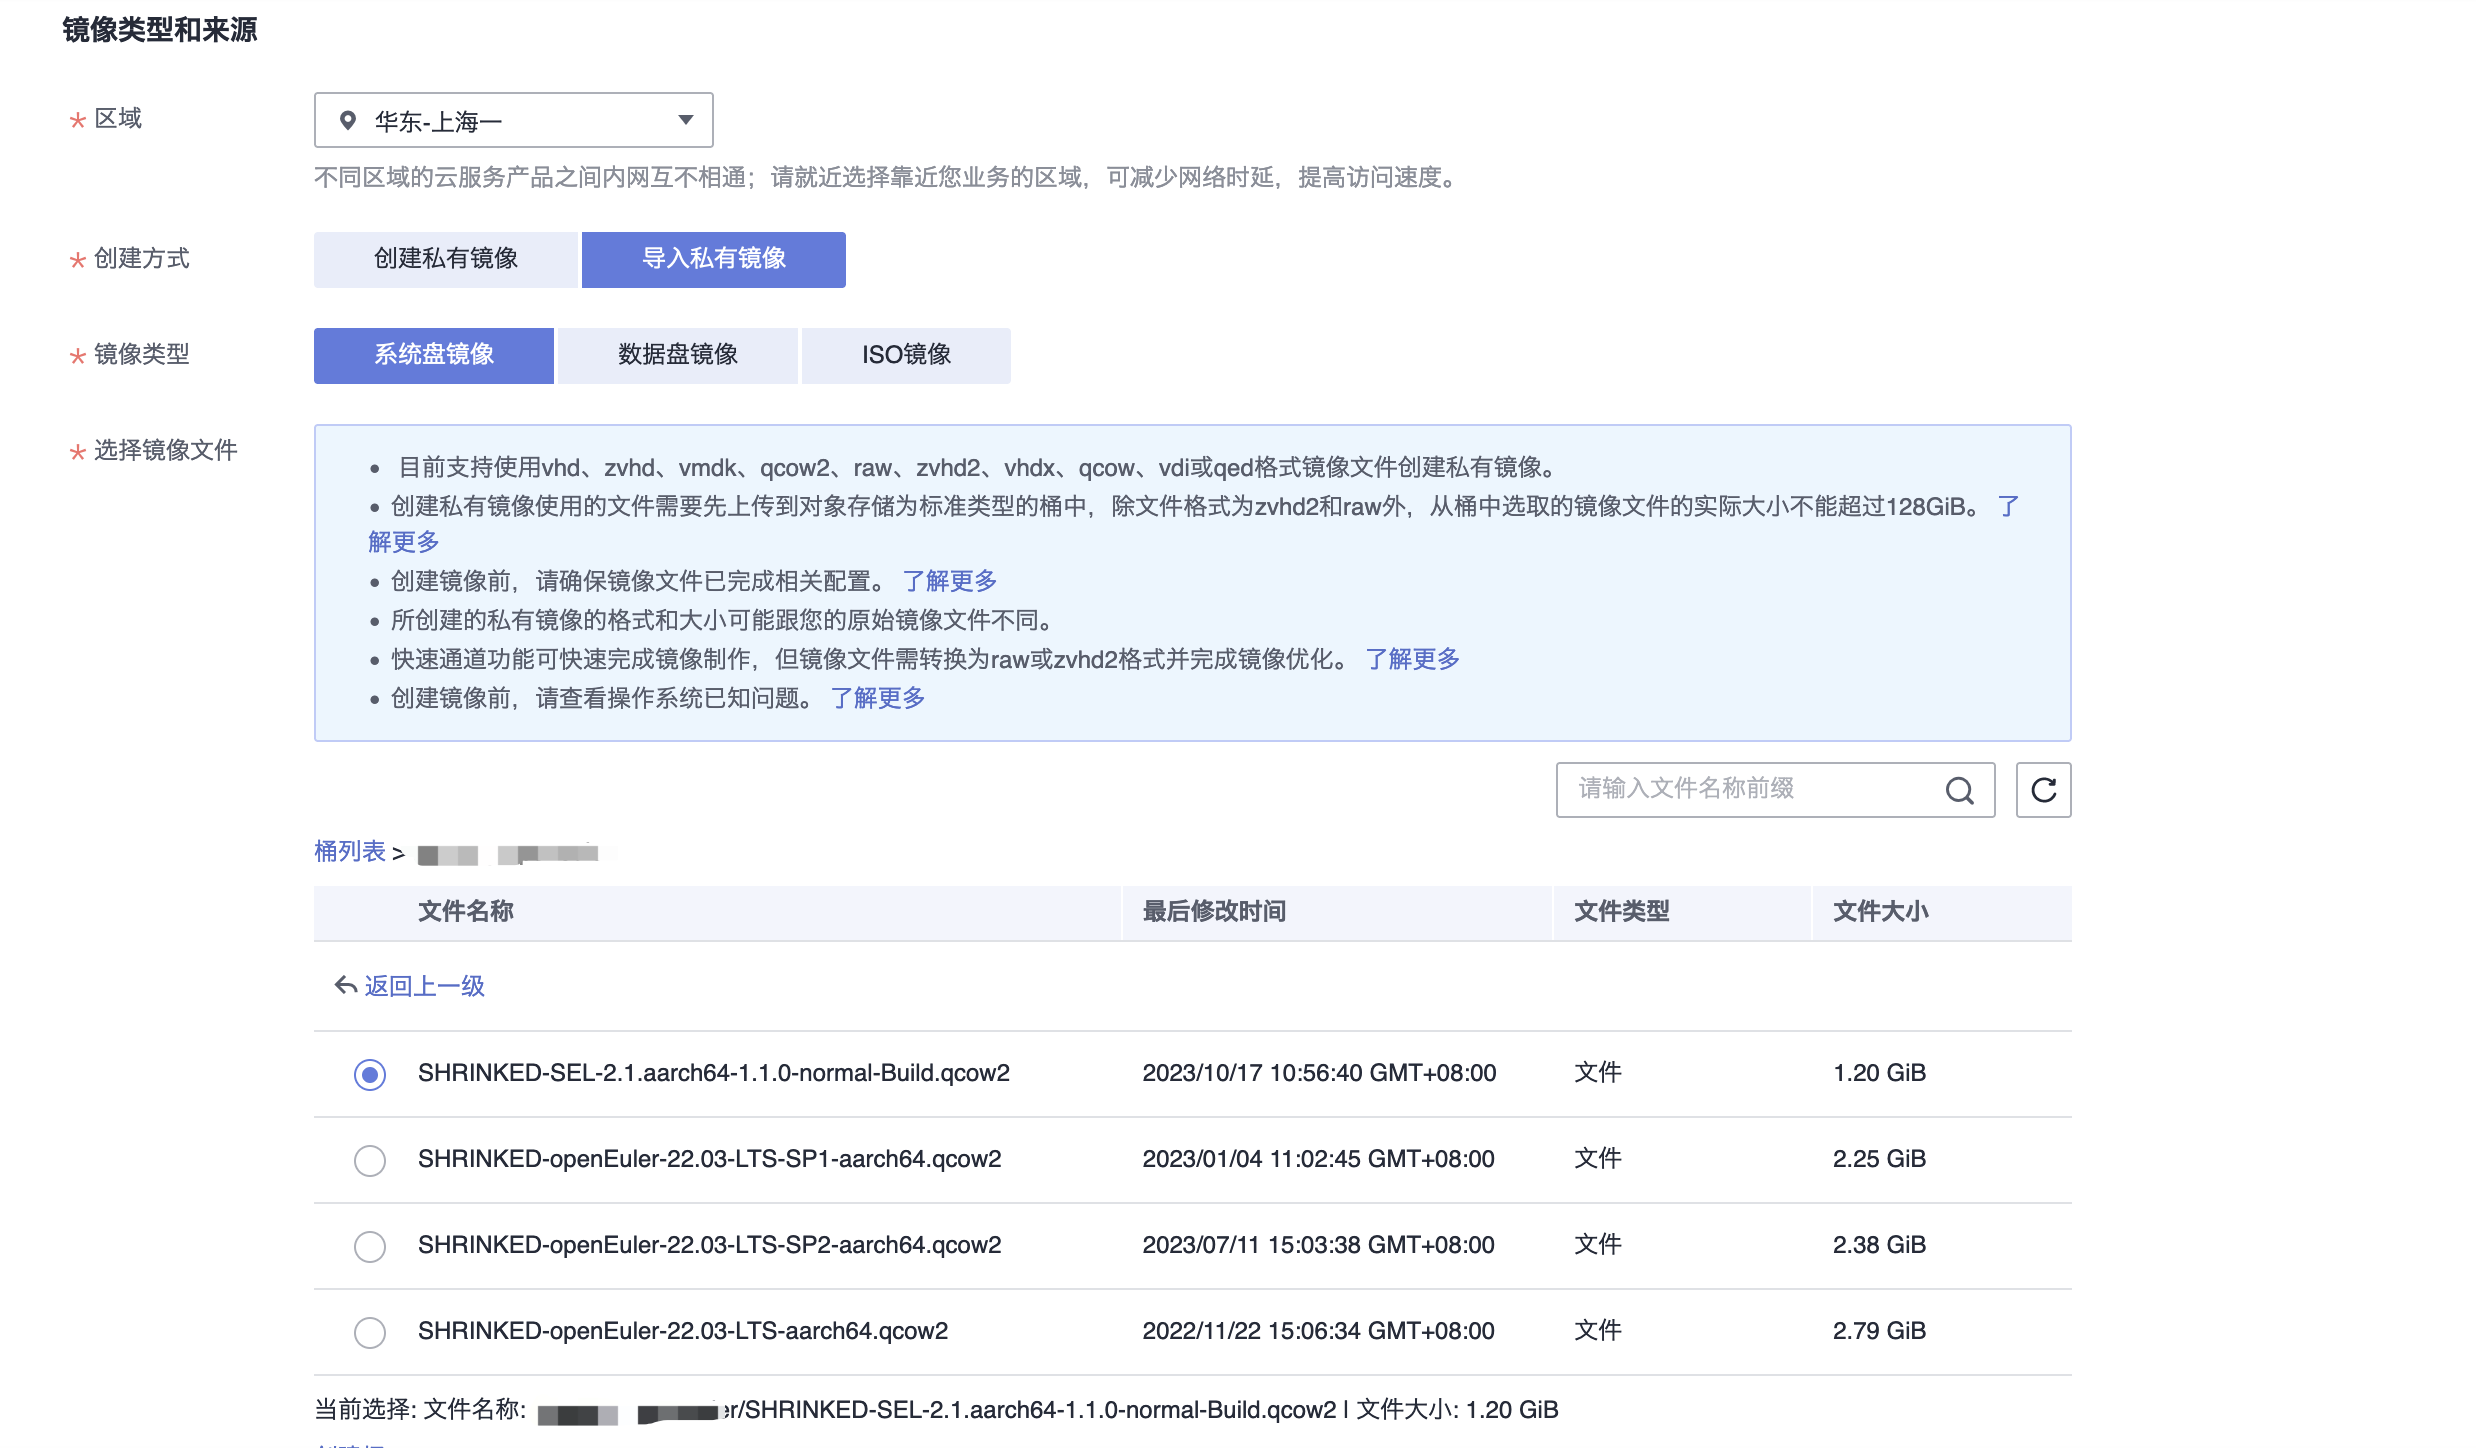 镜像类型和来源
* 区域
华东-上海一
不同区域的云服务产品之间内网互不相通；请就近选择靠近您业务的区域，可减少网络时延，提高访问速度。
* 创建方式
创建私有镜像 导入私有镜像
* 镜像类型
系统盘镜像 数据盘镜像 ISO镜像
* 选择镜像文件
• 目前支持使用vhd、zvhd、vmdk、qcow2、raw、zvhd2、vhdx、qcow、vdi或qed格式镜像文件创建私有镜像。
• 创建私有镜像使用的文件需要先上传到对象存储为标准类型的桶中，除文件格式为zvhd2和raw外，从桶中选取的镜像文件的实际大小不能超过128GiB。 了
解更多
• 创建镜像前，请确保镜像文件已完成相关配置。 了解更多
• 所创建的私有镜像的格式和大小可能跟您的原始镜像文件不同。
• 快速通道功能可快速完成镜像制作，但镜像文件需转换为raw或zvhd2格式并完成镜像优化。 了解更多
• 创建镜像前，请查看操作系统已知问题。 了解更多
请输入文件名称前缀
桶列表 >
文件名称 最后修改时间 文件类型 文件大小
返回上一级
SHRINKED-SEL-2.1.aarch64-1.1.0-normal-Build.qcow2 2023/10/17 10:56:40 GMT+08:00 文件 1.20 GiB
SHRINKED-openEuler-22.03-LTS-SP1-aarch64.qcow2 2023/01/04 11:02:45 GMT+08:00 文件 2.25 GiB
SHRINKED-openEuler-22.03-LTS-SP2-aarch64.qcow2 2023/07/11 15:03:38 GMT+08:00 文件 2.38 GiB
SHRINKED-openEuler-22.03-LTS-aarch64.qcow2 2022/11/22 15:06:34 GMT+08:00 文件 2.79 GiB
当前选择: 文件名称: er/SHRINKED-SEL-2.1.aarch64-1.1.0-normal-Build.qcow2 | 文件大小: 1.20 GiB